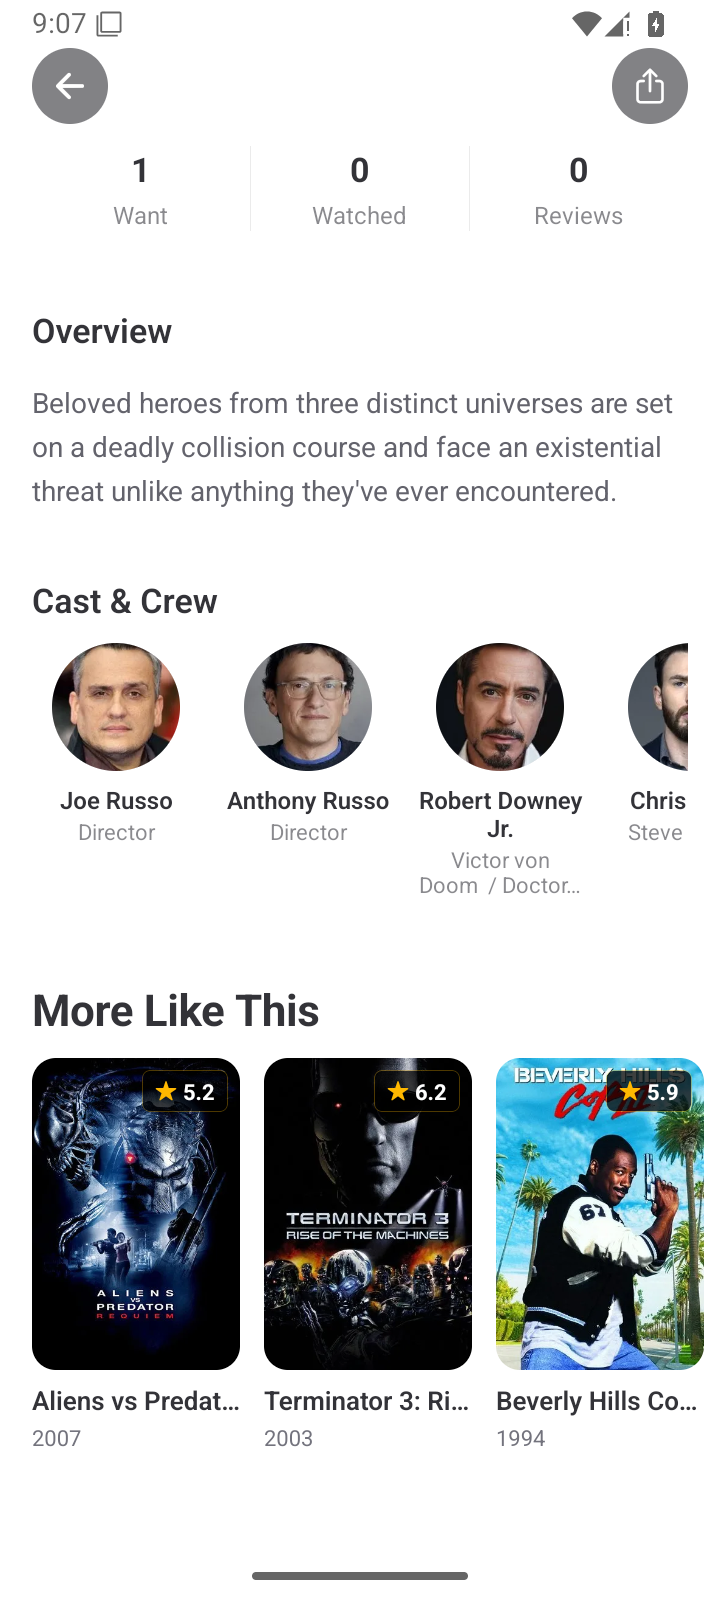 9:07
1
Want
0
Watched
0
Reviews
Overview
Beloved heroes from three distinct universes are set
on a deadly collision course and face an existential
threat unlike anything they've ever encountered.
Cast & Crew
Joe Russo
Director
Anthony Russo
Director
Robert Downey
Jr.
Victor von
Doom / Doctor...
Chris
Steve
More Like This
5.2
ALIENS
VS
PREDATOR
REQUIEM
6.2
TERMINATOR 3
RISE OF THE MACHINES
5.9
BEVERLY HILLS
COP
Aliens vs Predat...
2007
Terminator 3: Ri...
2003
Beverly Hills Co...
1994